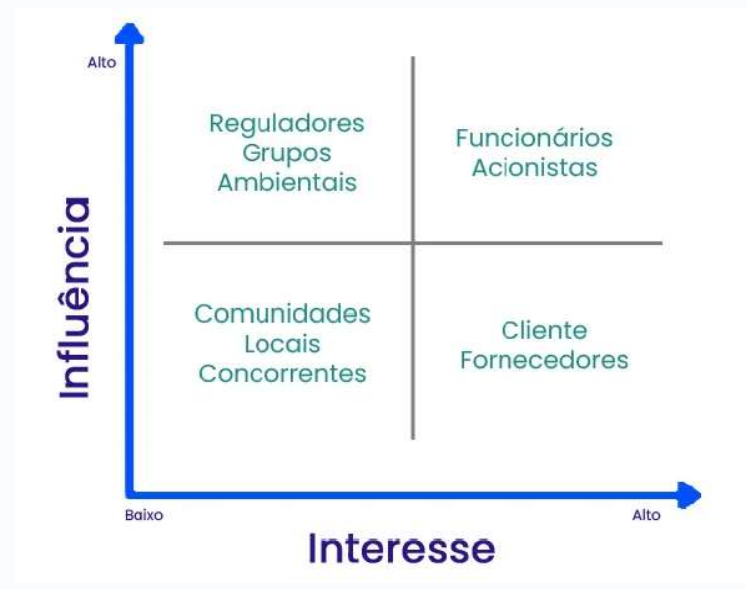 Alto
Reguladores
Grupos
Ambientais
Funcionários
Acionistas
Influência
Comunidades
Locais
Concorrentes
Cliente
Fornecedores
Baixo
Alto
Interesse